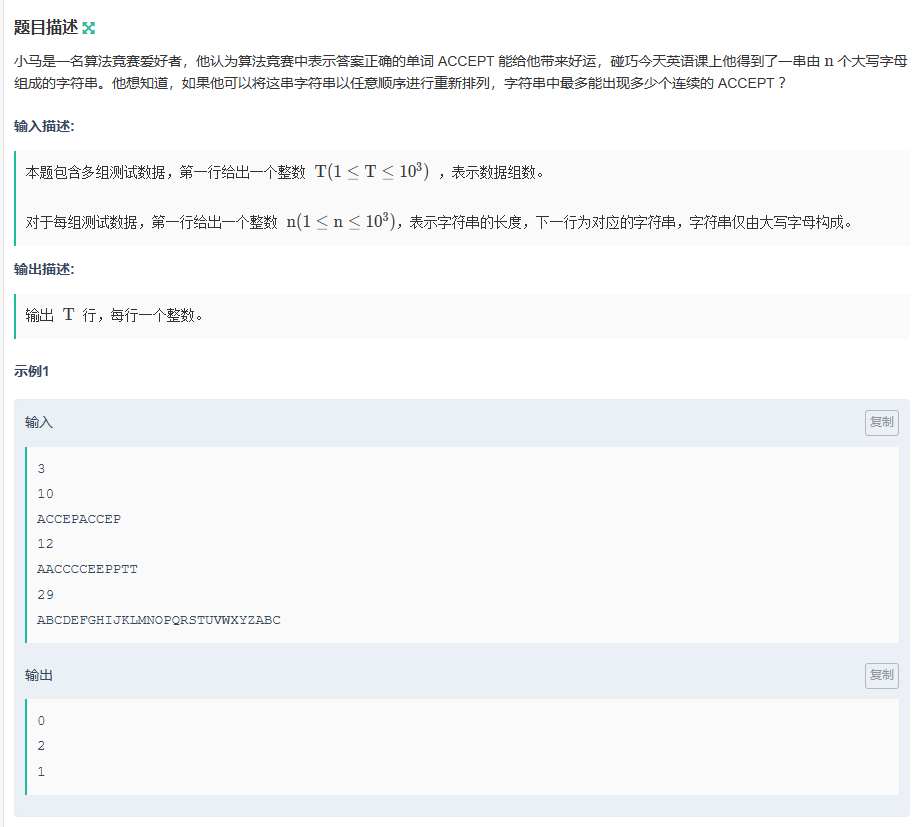 题目描述
小马是一名算法竞赛爱好者，他认为算法竞赛中表示答案正确的单词 ACCEPT 能给他带来好运，碰巧今天英语课上他得到了一串由 n 个大写字母
组成的字符串。他想知道，如果他可以将这串字符串以任意顺序进行重新排列，字符串中最多能出现多少个连续的 ACCEPT ？
输入描述:
本题包含多组测试数据，第一行给出一个整数 T(1 ≤ T ≤ 10³) ，表示数据组数。
对于每组测试数据，第一行给出一个整数 n(1 ≤ n ≤ 10³)，表示字符串的长度，下一行为对应的字符串，字符串仅由大写字母构成。
输出描述:
输出 T 行，每行一个整数。
示例1
输入
复制
3
10
ACCEPACCEP
12
AACCCCEEPPTT
29
ABCDEFGHIJKLMNOPQRSTUVWXYZABC
输出
复制
0
2
1